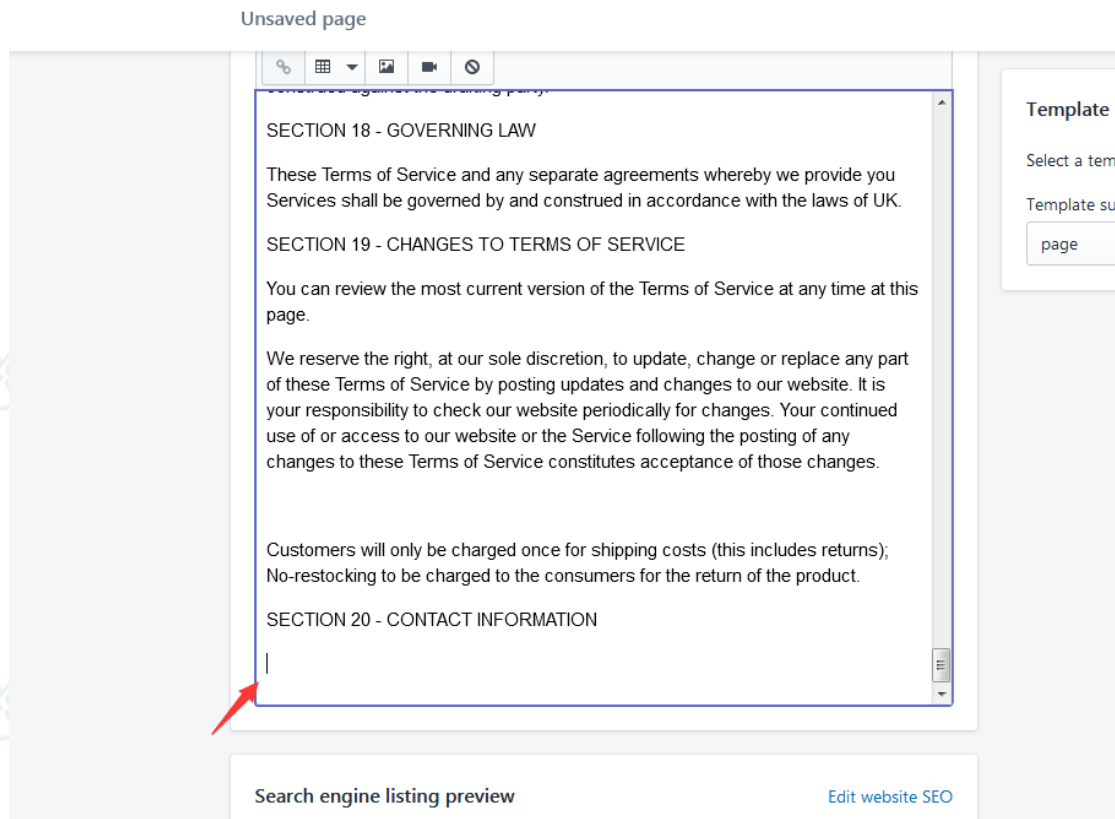 Unsaved page
construed against the drafting party.
SECTION 18 - GOVERNING LAW
These Terms of Service and any separate agreements whereby we provide you
Services shall be governed by and construed in accordance with the laws of UK.
SECTION 19 - CHANGES TO TERMS OF SERVICE
You can review the most current version of the Terms of Service at any time at this
page.
We reserve the right, at our sole discretion, to update, change or replace any part
of these Terms of Service by posting updates and changes to our website. It is
your responsibility to check our website periodically for changes. Your continued
use of or access to our website or the Service following the posting of any
changes to these Terms of Service constitutes acceptance of those changes.
Customers will only be charged once for shipping costs (this includes returns);
No-restocking to be charged to the consumers for the return of the product.
SECTION 20 - CONTACT INFORMATION
Template
Select a tem
Template su
page
Search engine listing preview
Edit website SEO